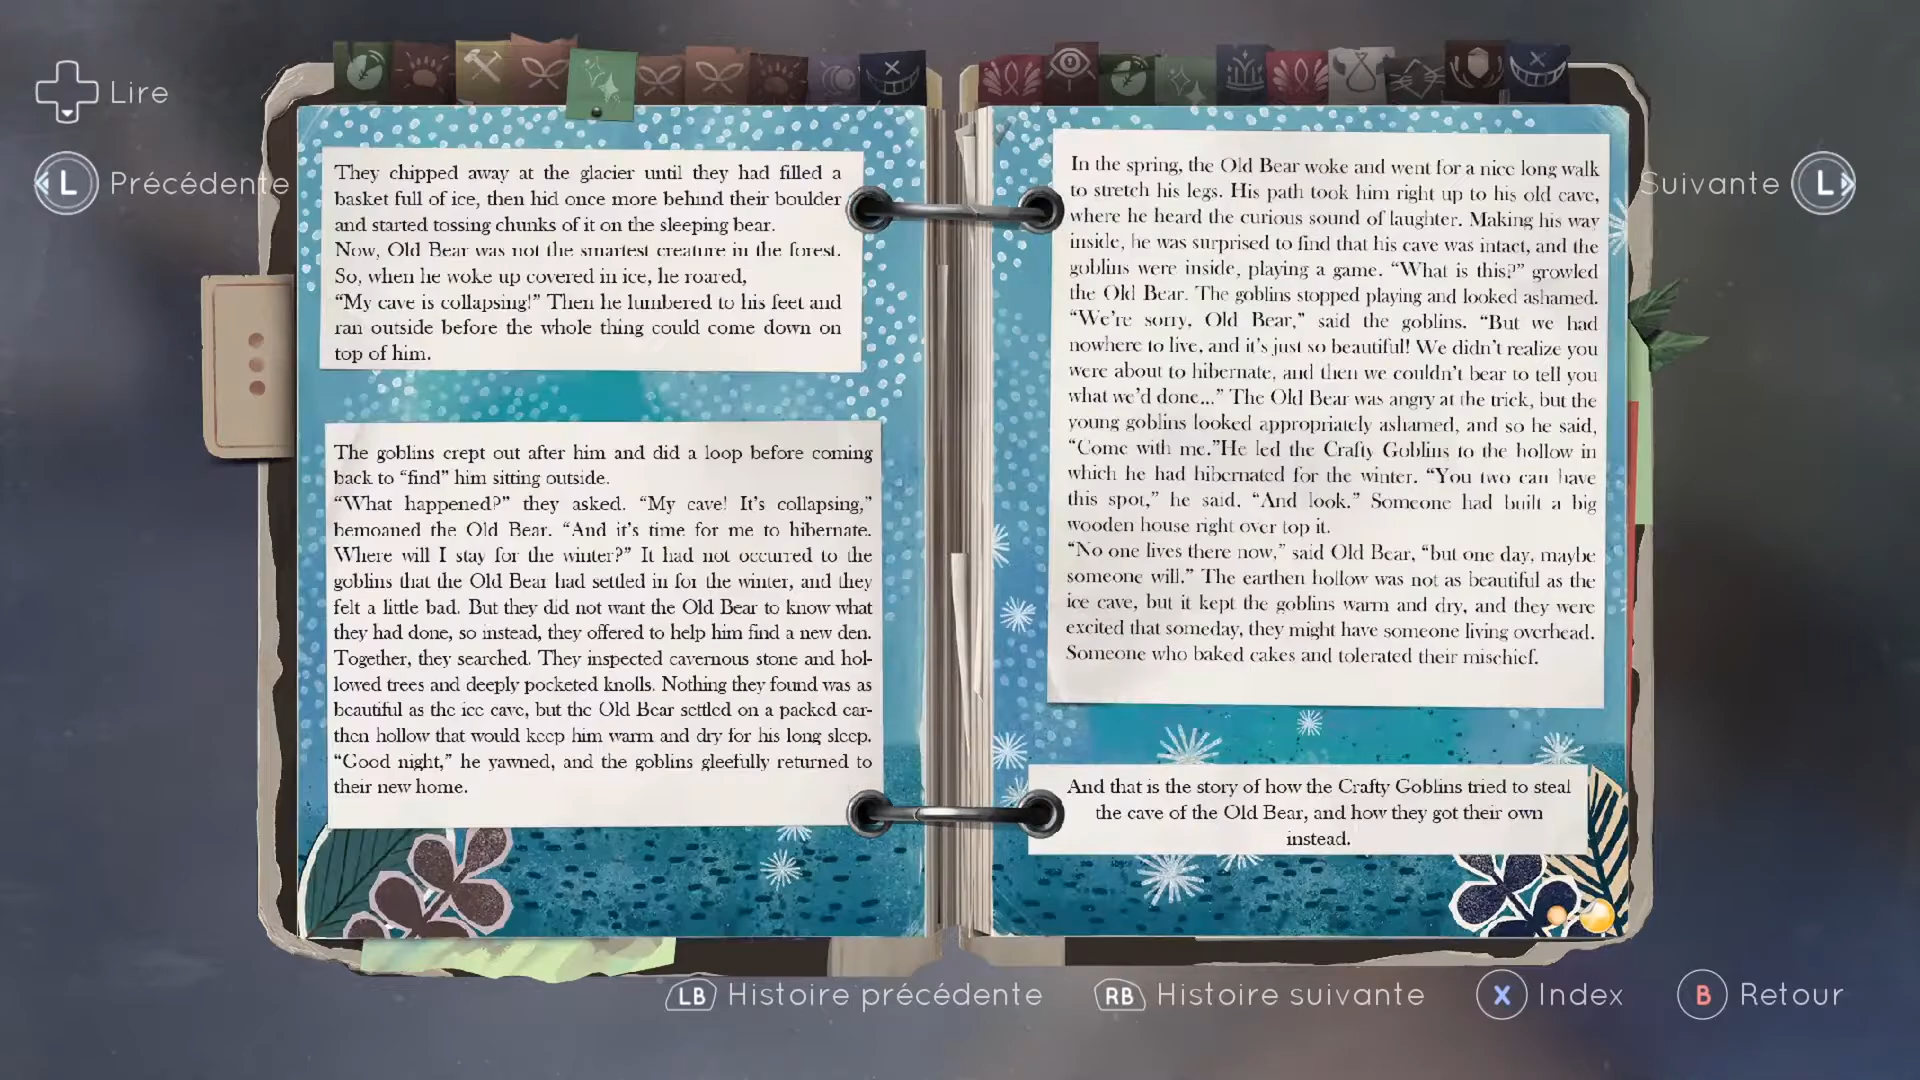 Lire
L Précédente
They chipped away at the glacier until they had filled a
basket full of ice, then hid once more behind their boulder
and started tossing chunks of it on the sleeping bear.
Now, Old Bear was not the smartest creature in the forest.
So, when he woke up covered in ice, he roared,
“My cave is collapsing!” Then he lumbered to his feet and
ran outside before the whole thing could come down on
top of him.
The goblins crept out after him and did a loop before coming
back to “find” him sitting outside.
“What happened?” they asked. “My cave! It’s collapsing,”
bemoaned the Old Bear. “And it’s time for me to hibernate.
Where will I stay for the winter?” It had not occurred to the
goblins that the Old Bear had settled in for the winter, and they
felt a little bad. But they did not want the Old Bear to know what
they had done, so instead, they offered to help him find a new den.
Together, they searched. They inspected cavernous stone and hol-
lowed trees and deeply pocketed knolls. Nothing they found was as
beautiful as the ice cave, but the Old Bear settled on a packed ear-
then hollow that would keep him warm and dry for his long sleep.
“Good night,” he yawned, and the goblins gleefully returned to
their new home.
In the spring, the Old Bear woke and went for a nice long walk
to stretch his legs. His path took him right up to his old cave,
where he heard the curious sound of laughter. Making his way
inside, he was surprised to find that his cave was intact, and the
goblins were inside, playing a game. “What is this?” growled
the Old Bear. The goblins stopped playing and looked ashamed.
“We’re sorry, Old Bear,” said the goblins. “But we had
nowhere to live, and it’s just so beautiful! We didn’t realize you
were about to hibernate, and then we couldn’t bear to tell you
what we’d done...” The Old Bear was angry at the trick, but the
young goblins looked appropriately ashamed, and so he said,
“Come with me.”He led the Crafty Goblins to the hollow in
which he had hibernated for the winter. “You two can have
this spot,” he said. “And look.” Someone had built a big
wooden house right over top it.
“No one lives there now,” said Old Bear, “but one day, maybe
someone will.” The earthen hollow was not as beautiful as the
ice cave, but it kept the goblins warm and dry, and they were
excited that someday, they might have someone living overhead.
Someone who baked cakes and tolerated their mischief.
And that is the story of how the Crafty Goblins tried to steal
the cave of the Old Bear, and how they got their own
instead.
Suivante L
LB Histoire précédente RB Histoire suivante X Index B Retour